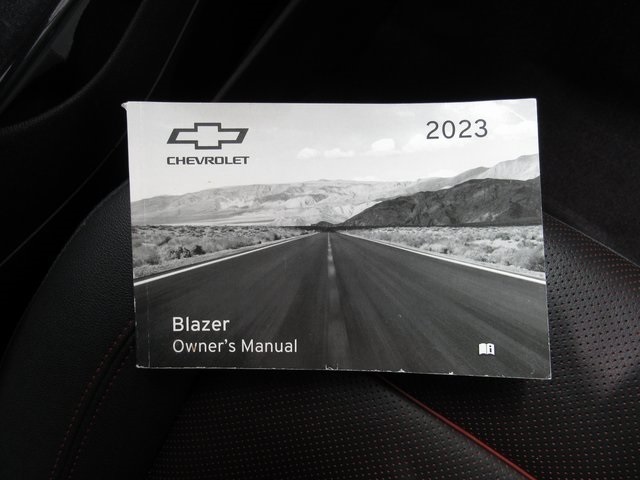 CHEVROLET
2023
Blazer
Owner's Manual